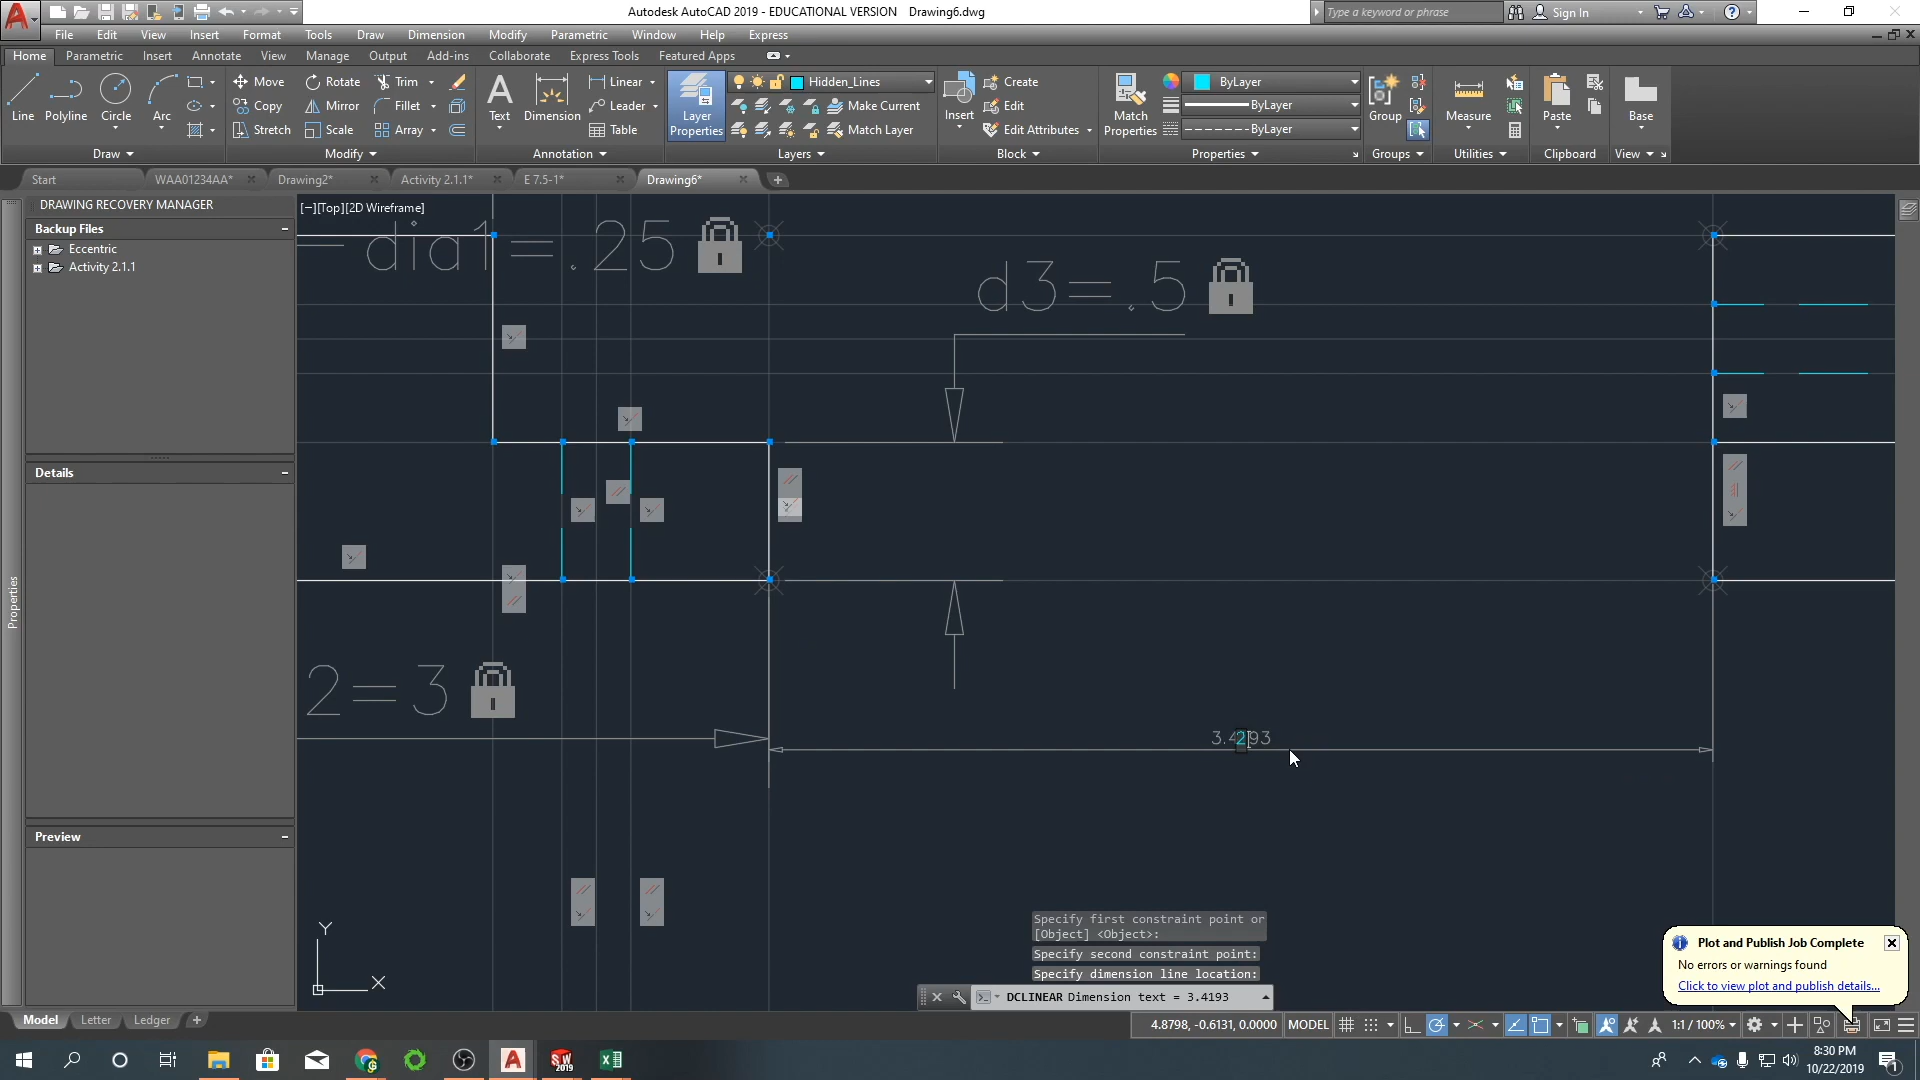 Autodesk AutoCAD 2019 - EDUCATIONAL VERSION Drawing6.dwg
Type a keyword or phrase
Sign In
File Edit View Insert Format Tools Draw Dimension Modify Parametric Window Help Express
Home Parametric Insert Annotate View Manage Output Add-ins Collaborate Express Tools Featured Apps
Line Polyline Circle Arc
Move Rotate Trim
Copy Mirror Fillet
Stretch Scale Array
Text Dimension
Linear
Leader
Table
Layer Properties
Hidden_Lines
Make Current
Match Layer
Insert
Create
Edit
Edit Attributes
Match Properties
ByLayer
ByLayer
ByLayer
Group
Measure
Paste
Base
Draw Modify Annotation Layers Block Properties Groups Utilities Clipboard View
Start WAA01234AA* Drawing2* Activity 2.1.1* E 7.5-1* Drawing6*
DRAWING RECOVERY MANAGER
Backup Files
Eccentric
Activity 2.1.1
Details
Preview
Properties
[−][Top][2D Wireframe]
= dia1=.25
d3=.5
2=3
Y
X
Specify first constraint point or
[Object] <Object>:
Specify second constraint point:
Specify dimension line location:
DCLINEAR Dimension text = 3.4193
Plot and Publish Job Complete
No errors or warnings found
Click to view plot and publish details...
Model Letter Ledger
4.8798, -0.6131, 0.0000 MODEL
1:1 / 100%
SW
2019
8:30 PM
10/22/2019
1